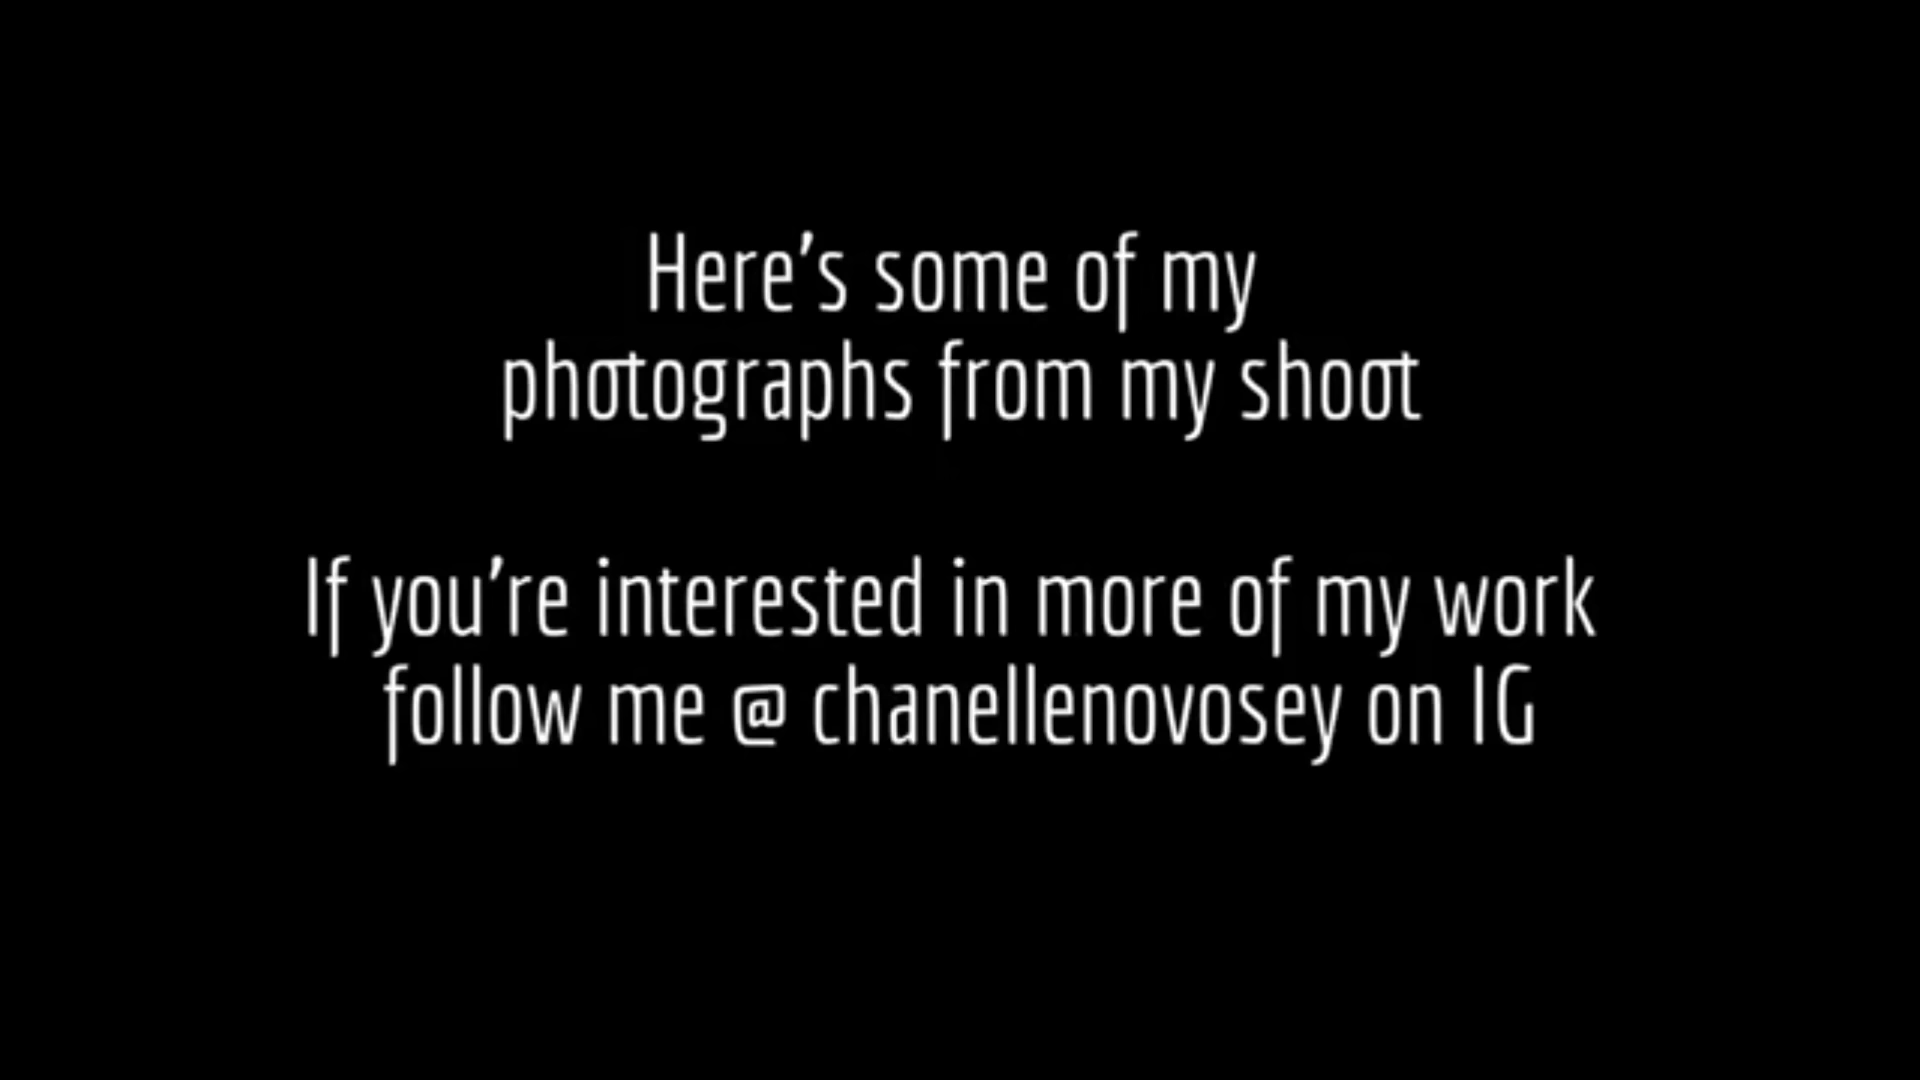 Here’s some of my
photographs from my shoot
If you’re interested in more of my work
follow me @ chanellenovosey on IG